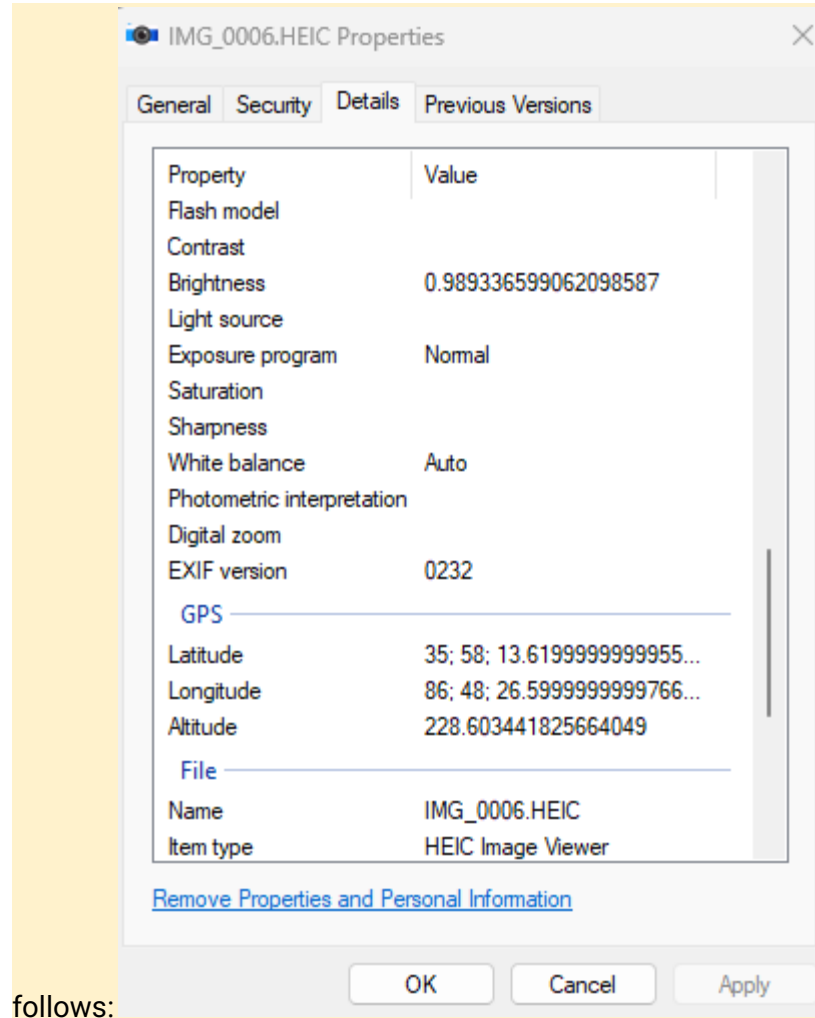 IMG_0006.HEIC Properties
General Security Details Previous Versions
Property Value
Flash model
Contrast
Brightness 0.989336599062098587
Light source
Exposure program Normal
Saturation
Sharpness
White balance Auto
Photometric interpretation
Digital zoom
EXIF version 0232
GPS
Latitude 35; 58; 13.6199999999955...
Longitude 86; 48; 26.5999999999766...
Altitude 228.603441825664049
File
Name IMG_0006.HEIC
Item type HEIC Image Viewer
Remove Properties and Personal Information
OK Cancel Apply
follows: